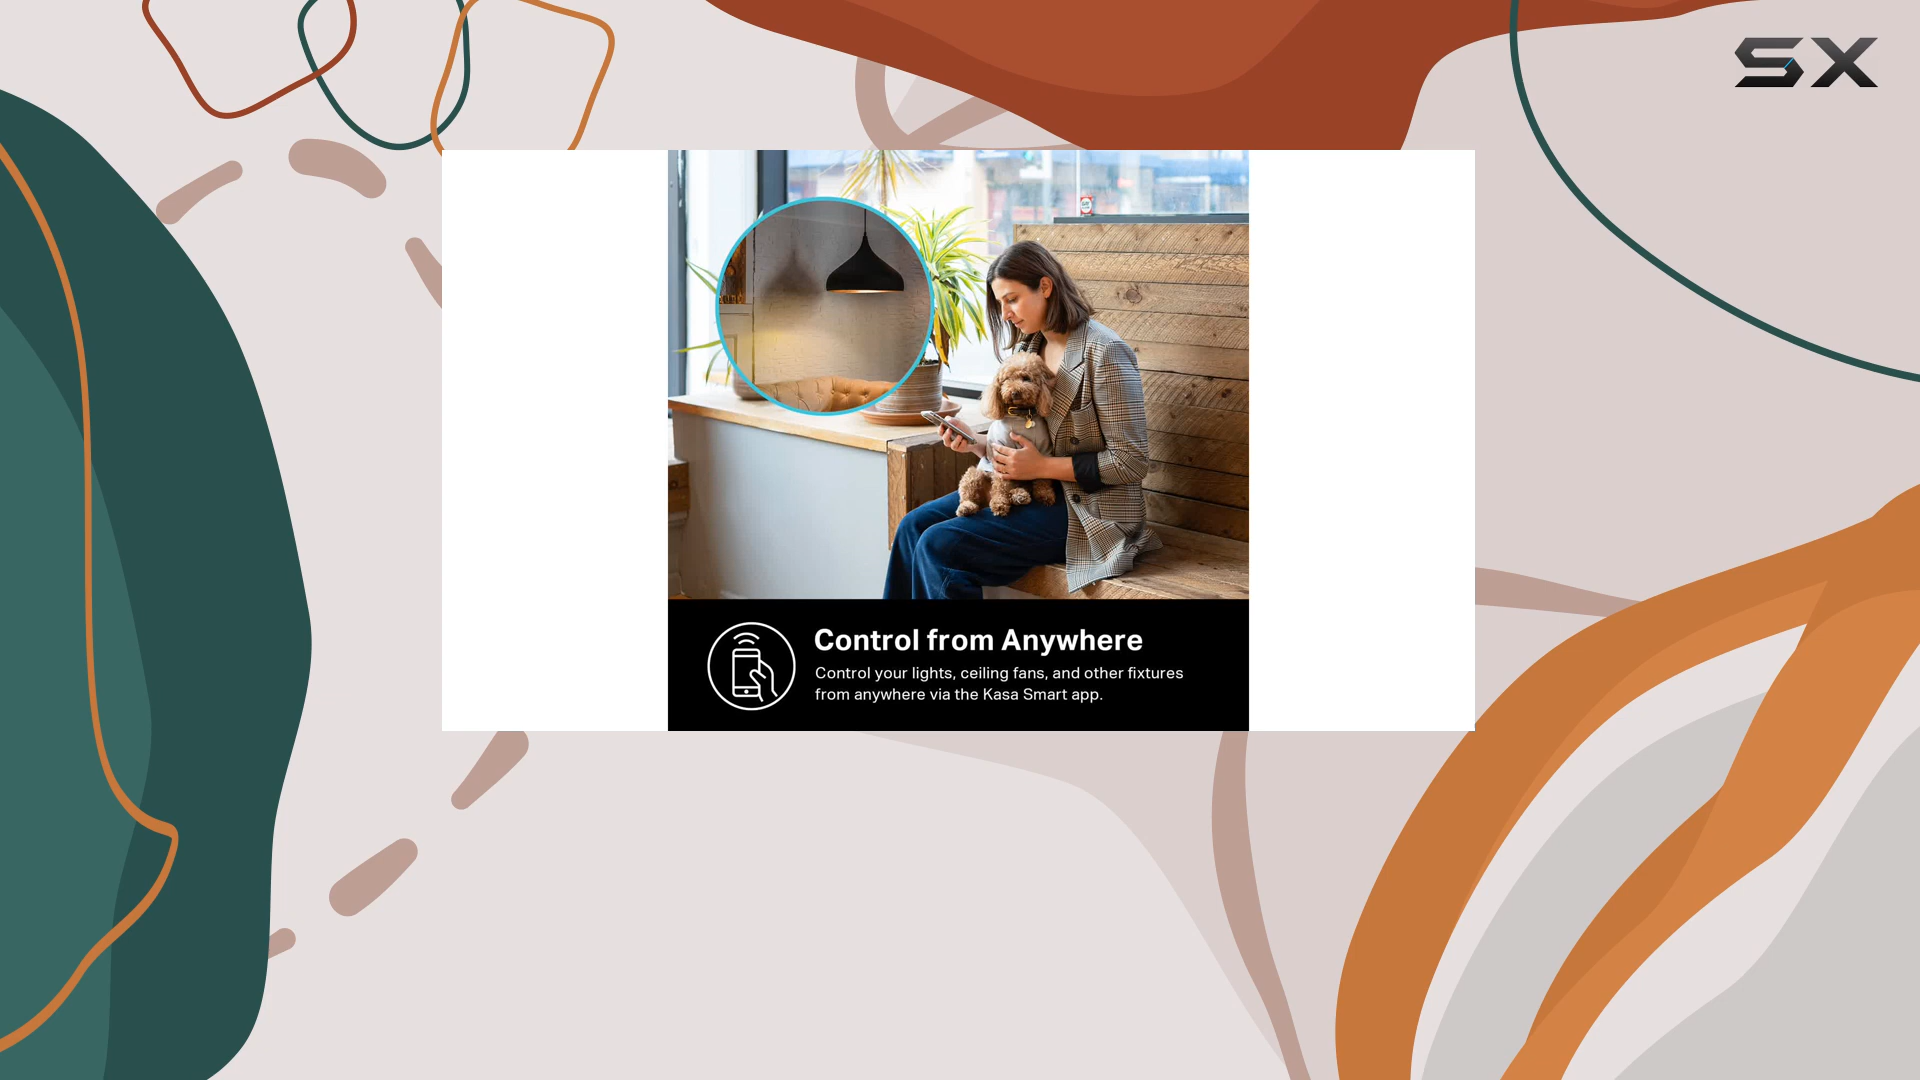 SX
Control from Anywhere
Control your lights, ceiling fans, and other fixtures
from anywhere via the Kasa Smart app.